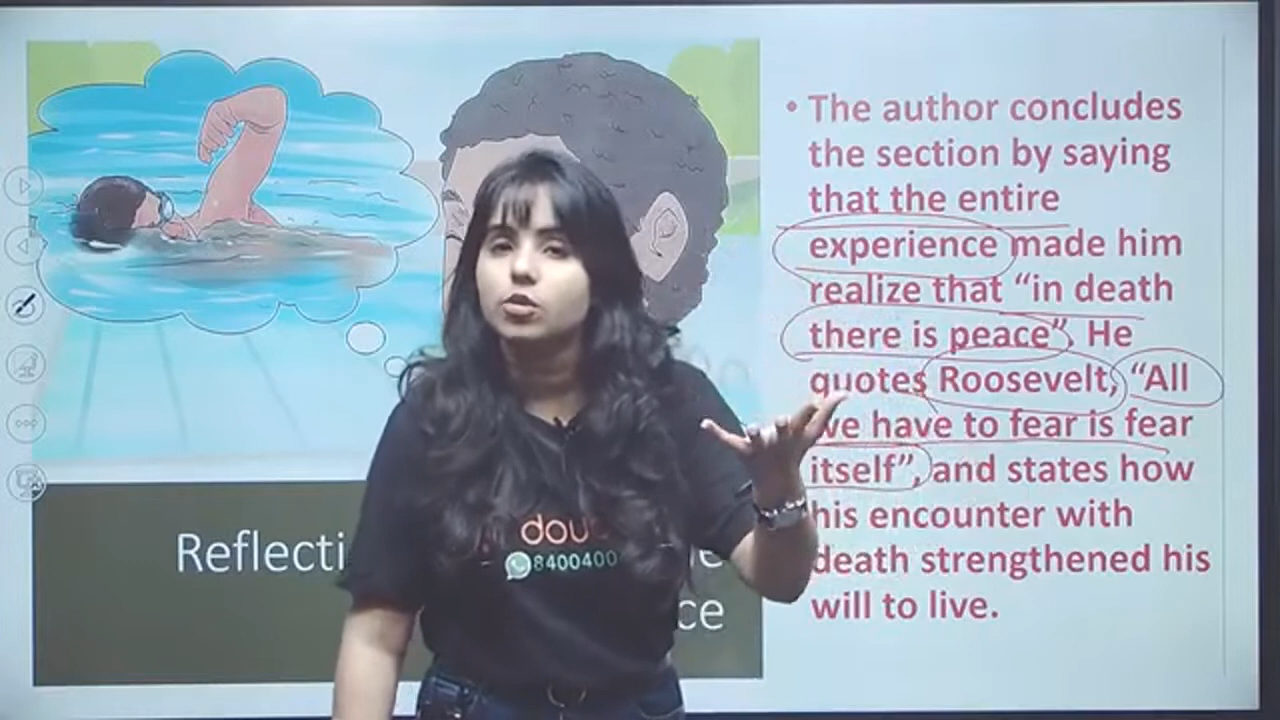 • The author concludes
the section by saying
that the entire
experience made him
realize that “in death
there is peace”. He
quotes Roosevelt, “All
we have to fear is fear
itself”, and states how
his encounter with
death strengthened his
will to live.
8400400